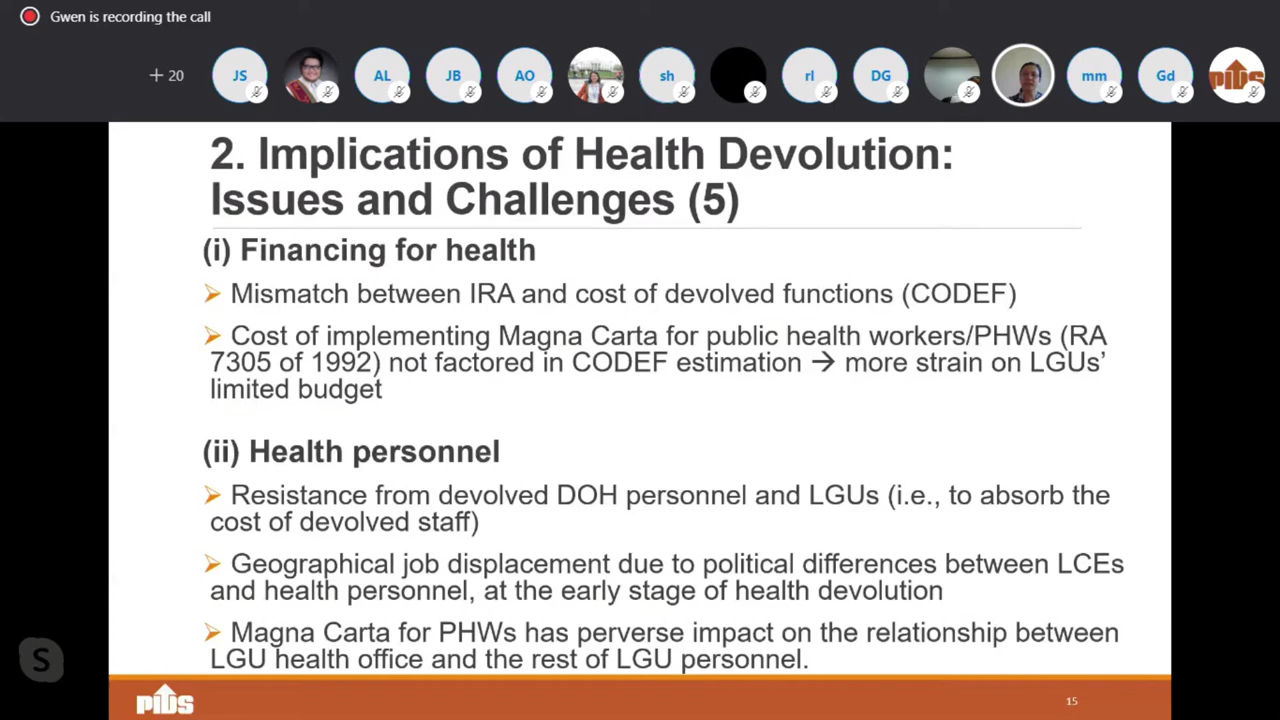 Gwen is recording the call
+ 20
JS
AL
JB
AO
sh
rl
DG
mm
Gd
PIDS
2. Implications of Health Devolution:
Issues and Challenges (5)
(i) Financing for health
➢ Mismatch between IRA and cost of devolved functions (CODEF)
➢ Cost of implementing Magna Carta for public health workers/PHWs (RA
7305 of 1992) not factored in CODEF estimation → more strain on LGUs’
limited budget
(ii) Health personnel
➢ Resistance from devolved DOH personnel and LGUs (i.e., to absorb the
cost of devolved staff)
➢ Geographical job displacement due to political differences between LCEs
and health personnel, at the early stage of health devolution
➢ Magna Carta for PHWs has perverse impact on the relationship between
LGU health office and the rest of LGU personnel.
S
PIDS
15